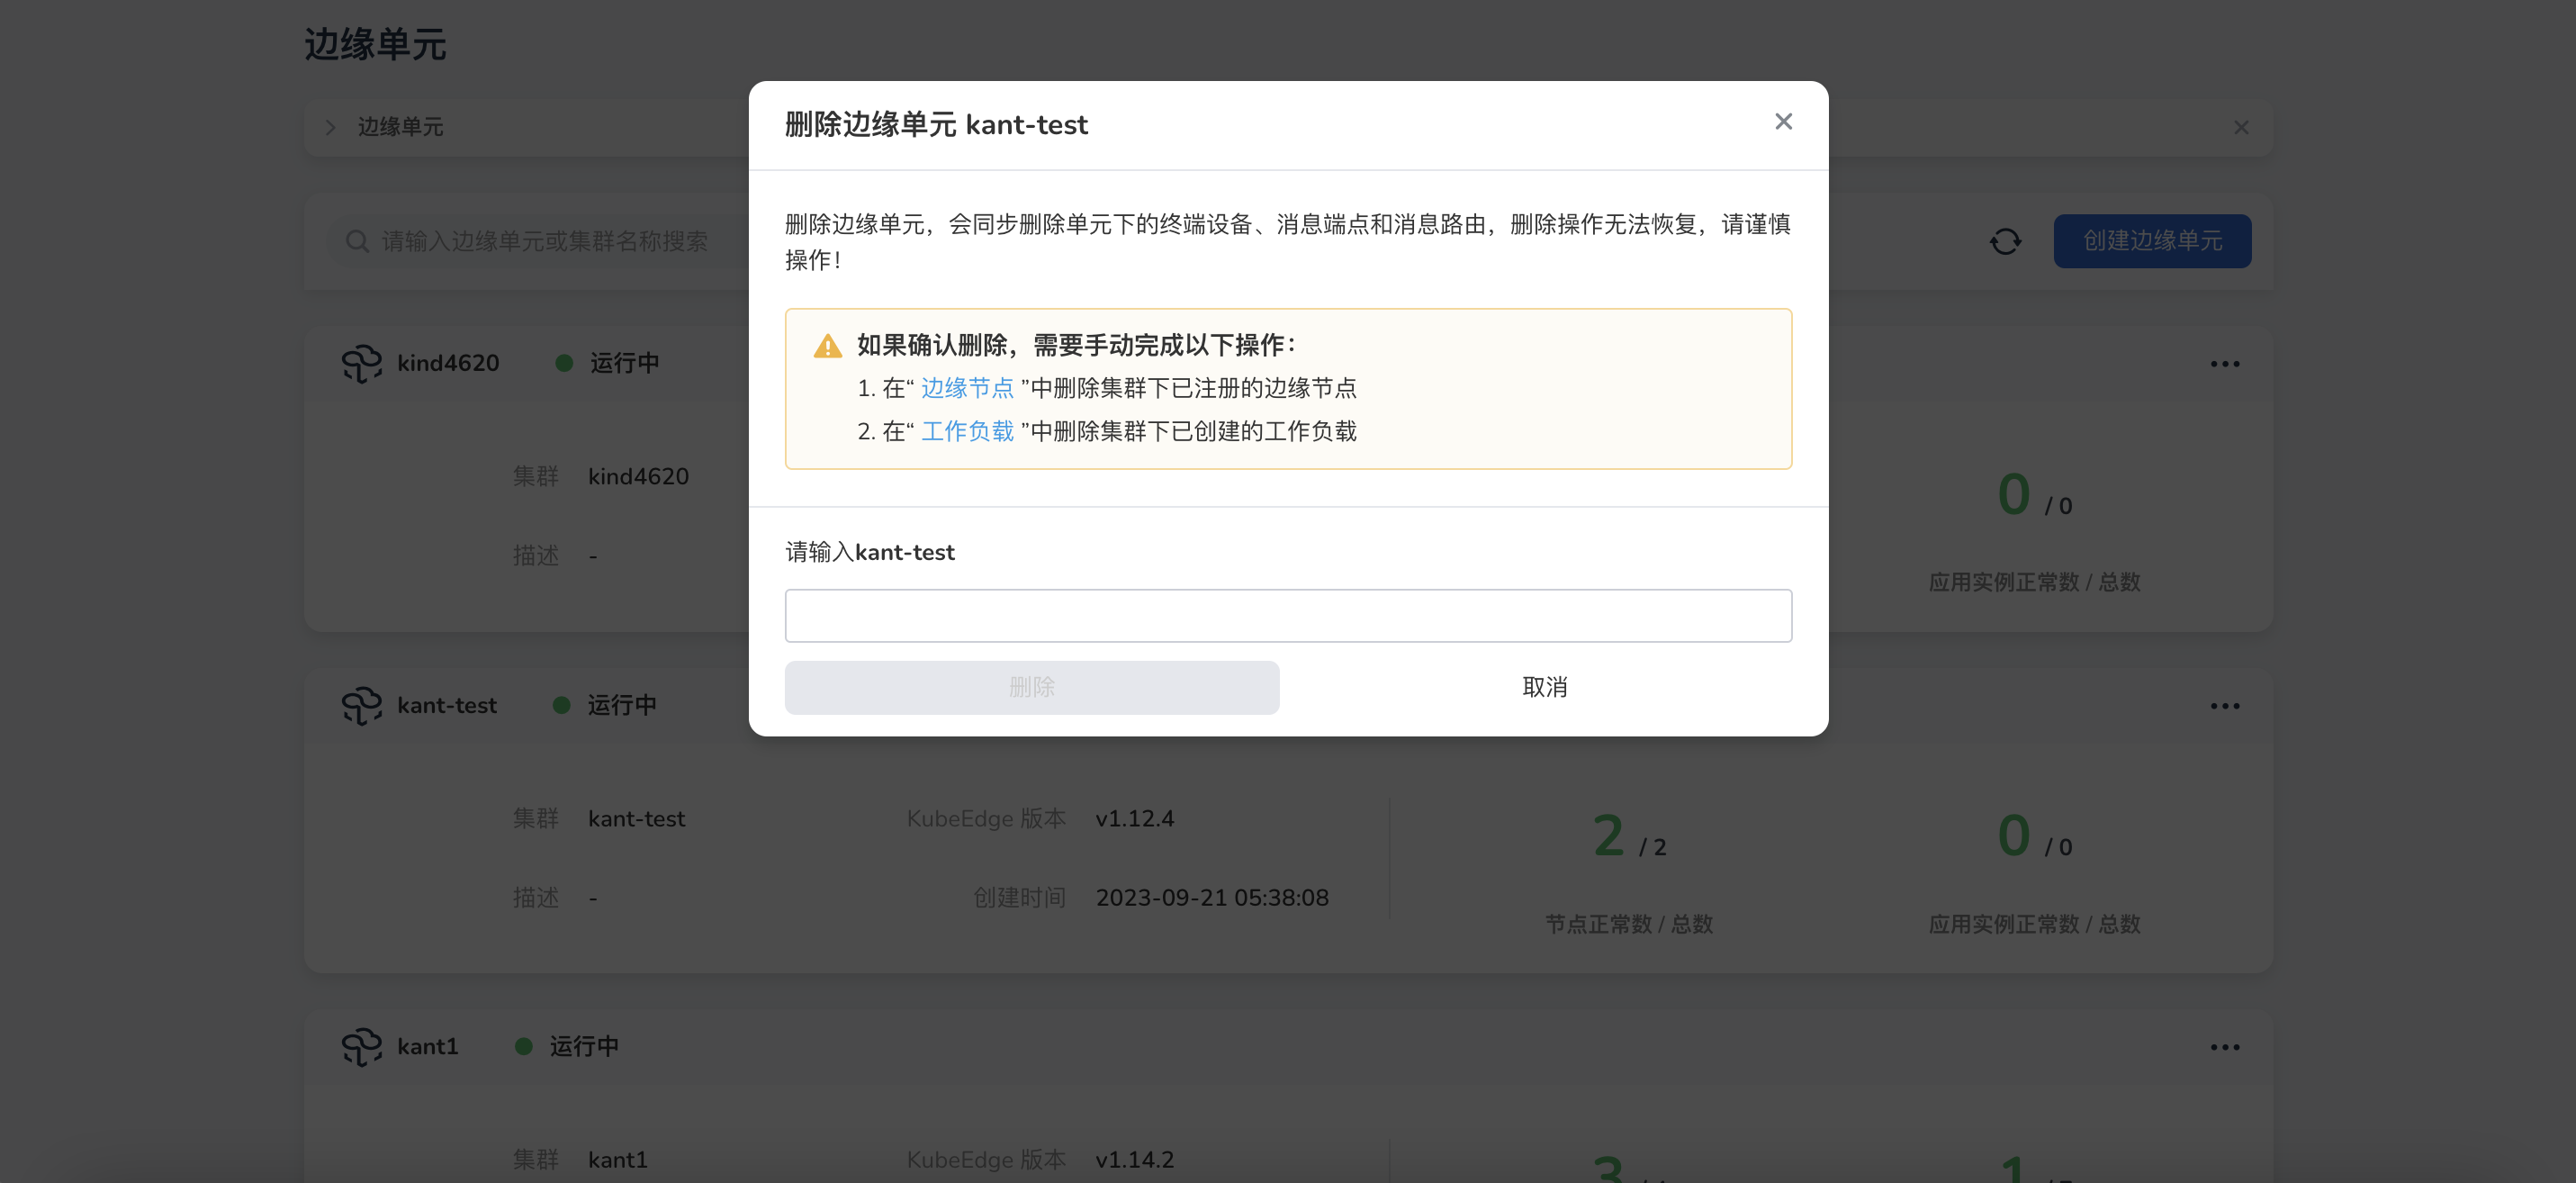 边缘单元
边缘单元
请输入边缘单元或集群名称搜索
创建边缘单元
删除边缘单元 kant-test
删除边缘单元，会同步删除单元下的终端设备、消息端点和消息路由，删除操作无法恢复，请谨慎
操作！
如果确认删除，需要手动完成以下操作：
1. 在“ 边缘节点 ”中删除集群下已注册的边缘节点
2. 在“ 工作负载 ”中删除集群下已创建的工作负载
请输入kant-test
删除
取消
kind4620
运行中
集群 kind4620
描述 -
0 / 0
应用实例正常数 / 总数
kant-test
运行中
集群 kant-test
KubeEdge 版本 v1.12.4
描述 -
创建时间 2023-09-21 05:38:08
2 / 2
节点正常数 / 总数
0 / 0
应用实例正常数 / 总数
kant1
运行中
集群 kant1
KubeEdge 版本 v1.14.2
3
1